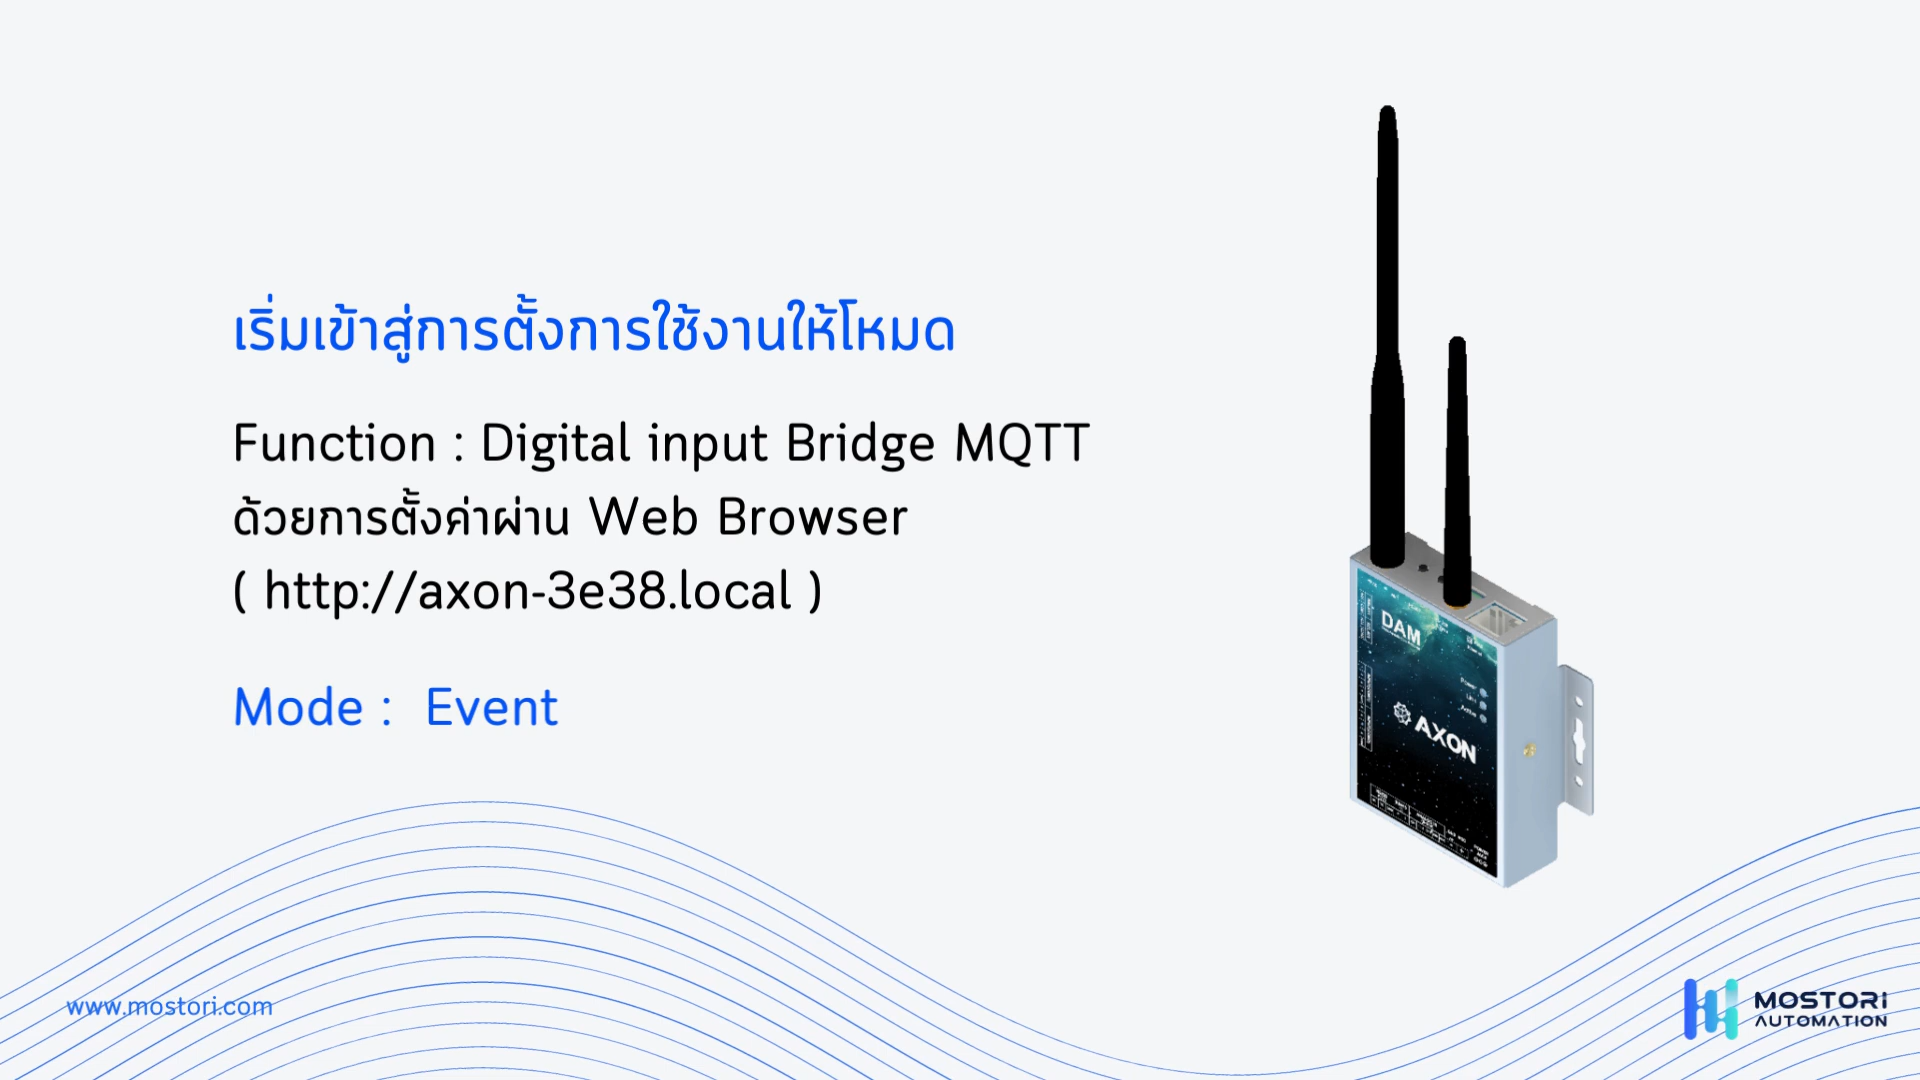 เริ่มเข้าสู่การตั้งการใช้งานให้โหมด
Function : Digital input Bridge MQTT
ด้วยการตั้งค่าผ่าน Web Browser
( http://axon-3e38.local )
Mode : Event
DAM
Power
Link
Active
AXON
www.mostori.com
MOSTORI
AUTOMATION